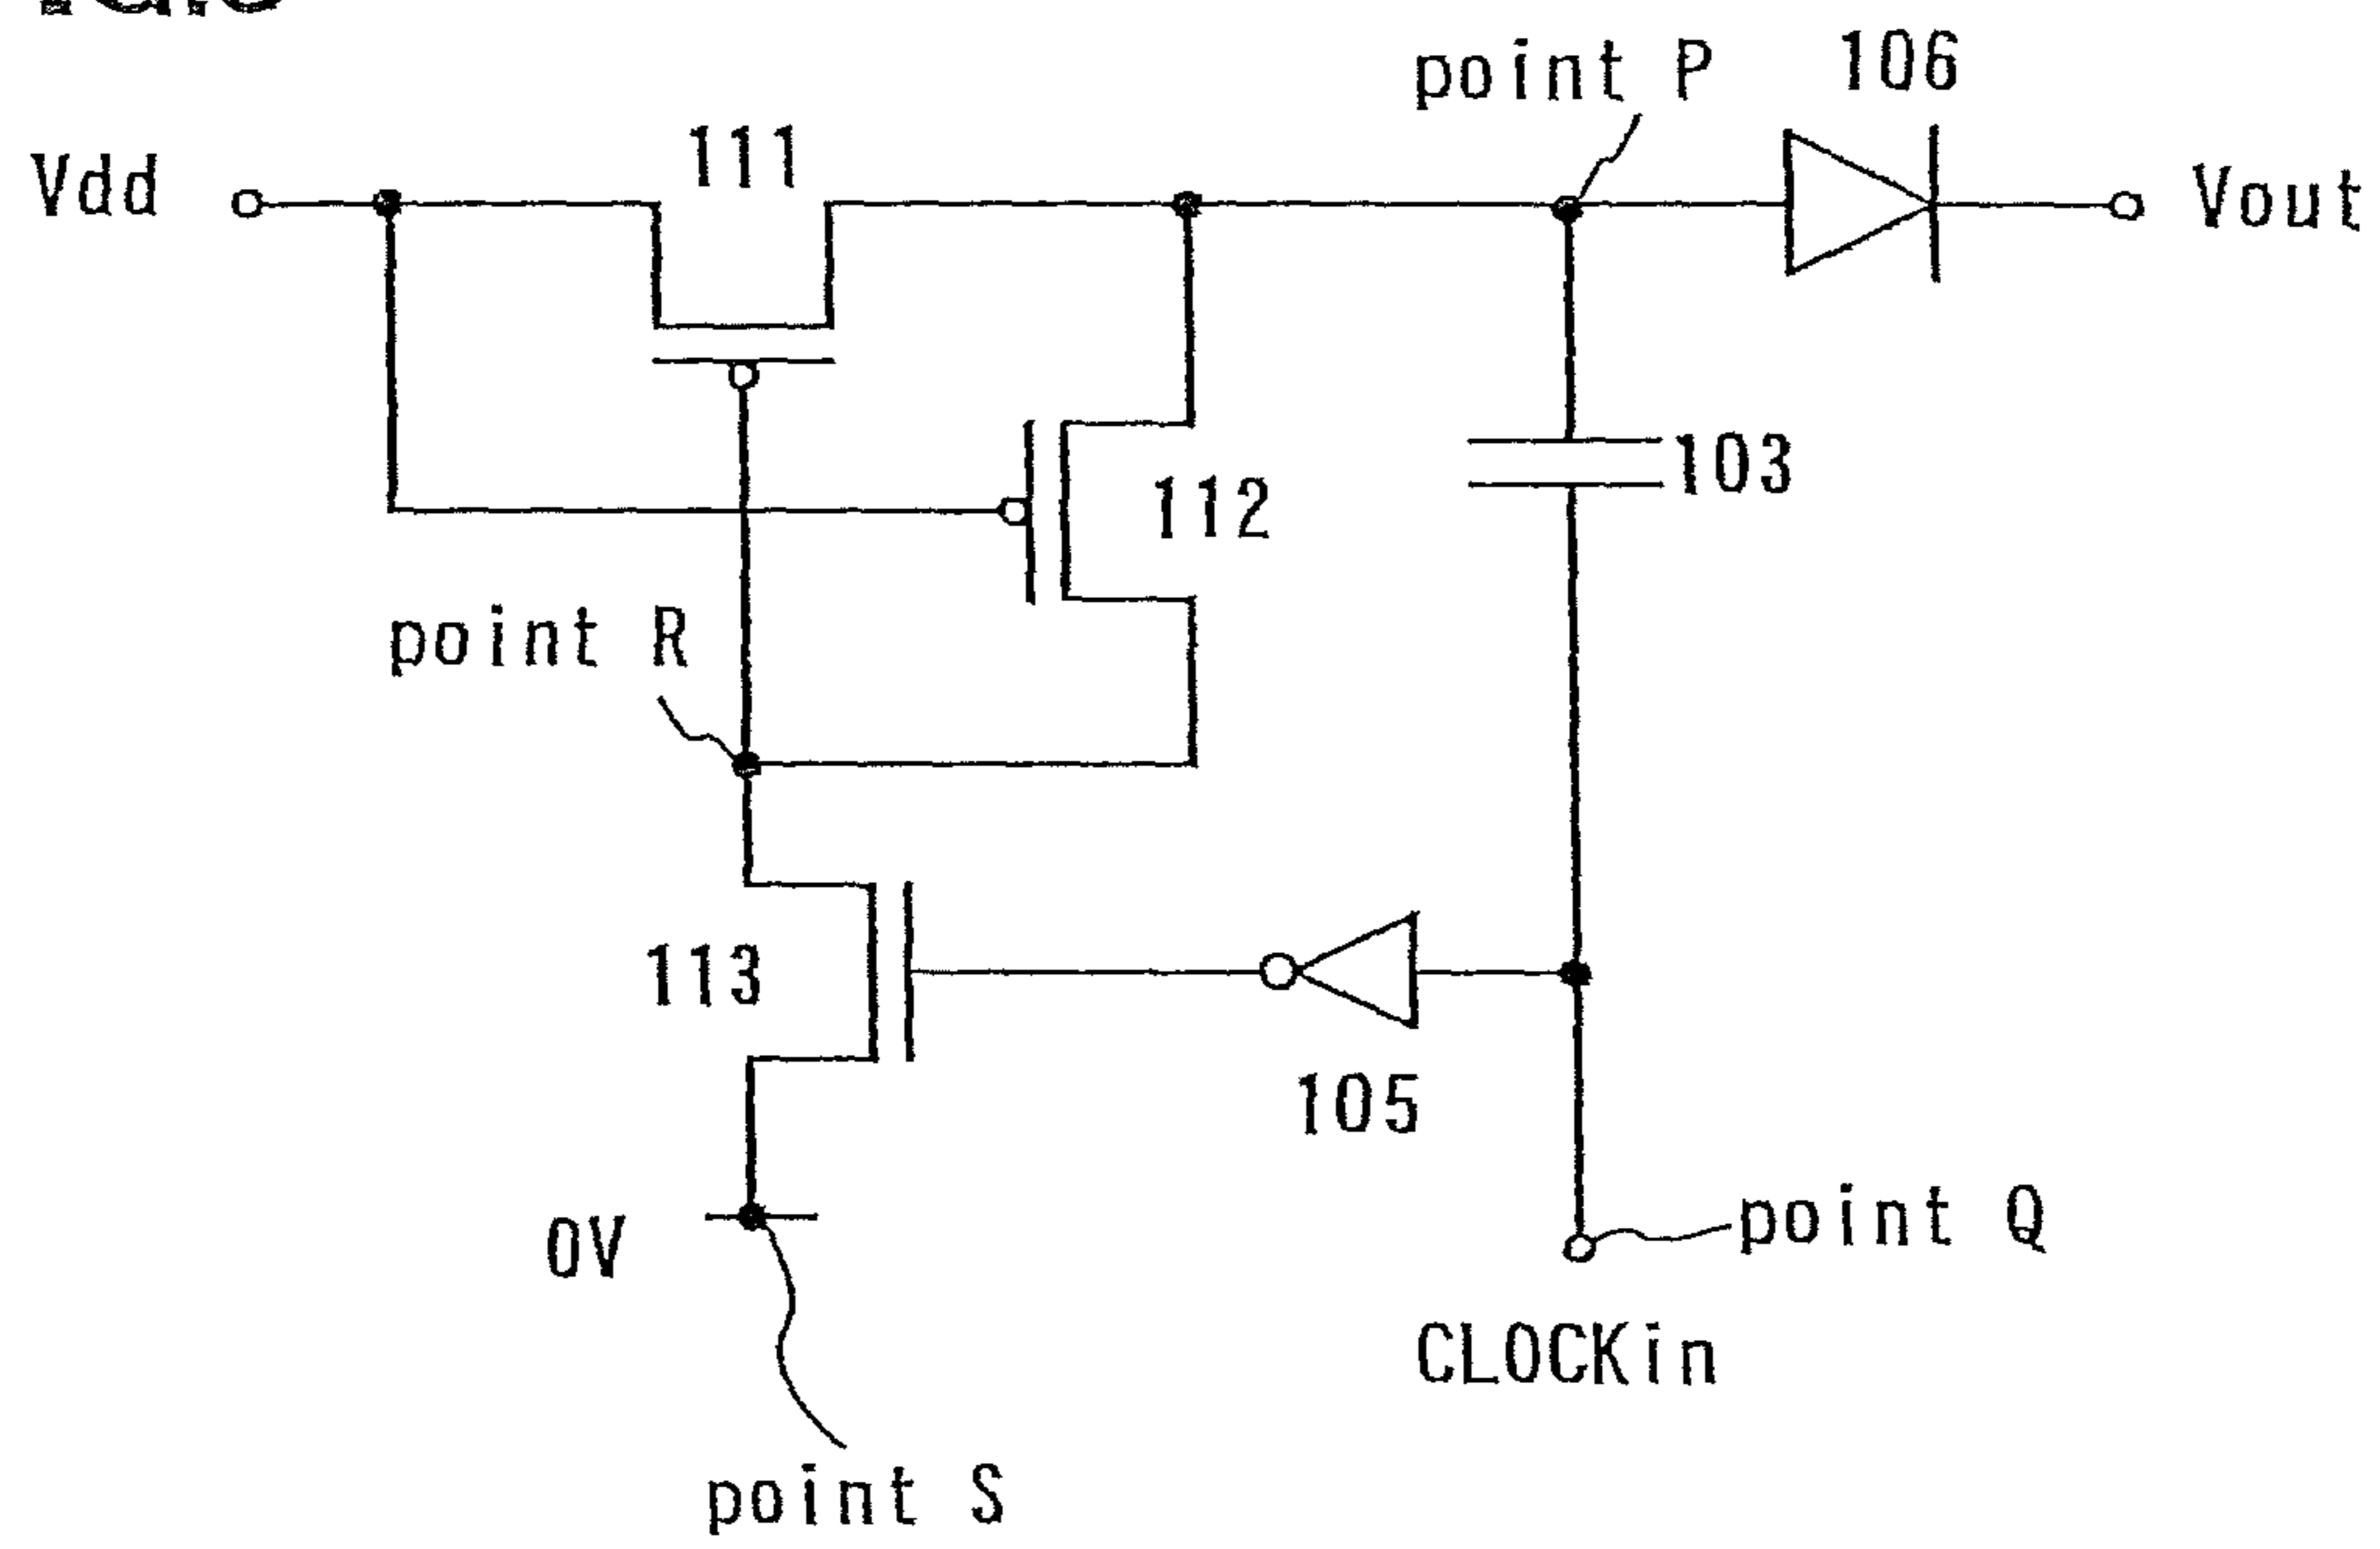 point P
106
111
Vdd
Vout
103
112
point R
113
105
point Q
0V
CLOCKin
point S